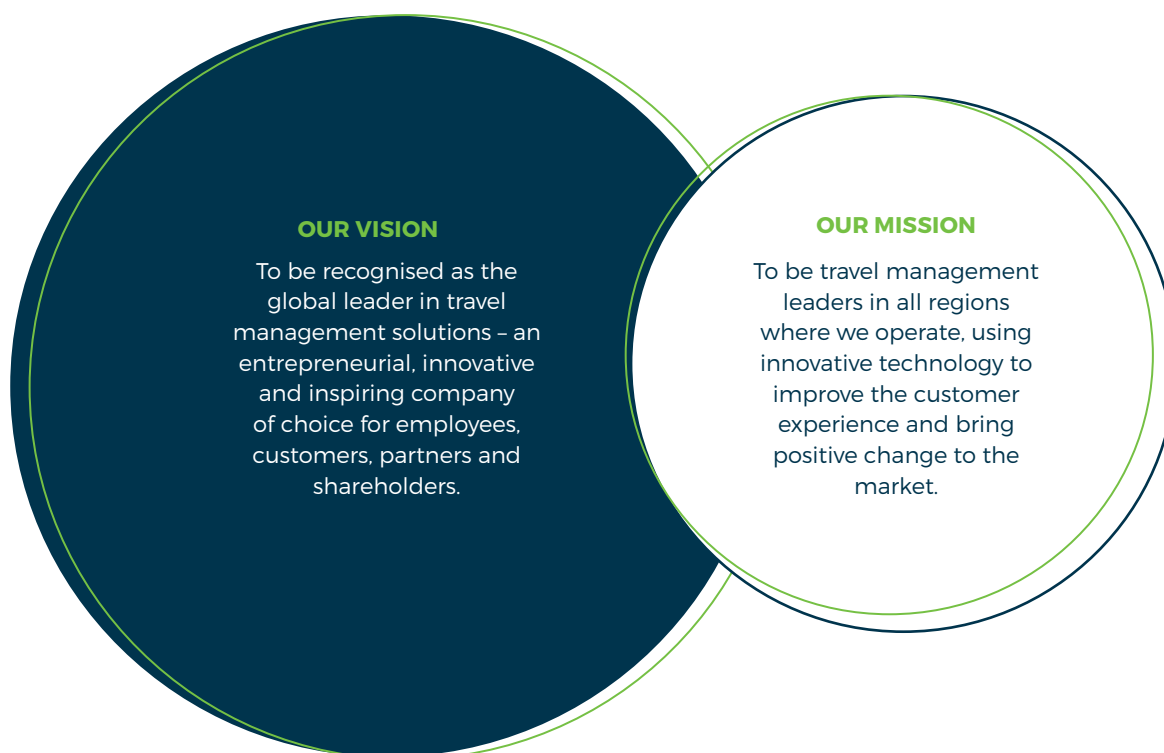 OUR VISION
To be recognised as the
global leader in travel
management solutions – an
entrepreneurial, innovative
and inspiring company
of choice for employees,
customers, partners and
shareholders.
OUR MISSION
To be travel management
leaders in all regions
where we operate, using
innovative technology to
improve the customer
experience and bring
positive change to the
market.